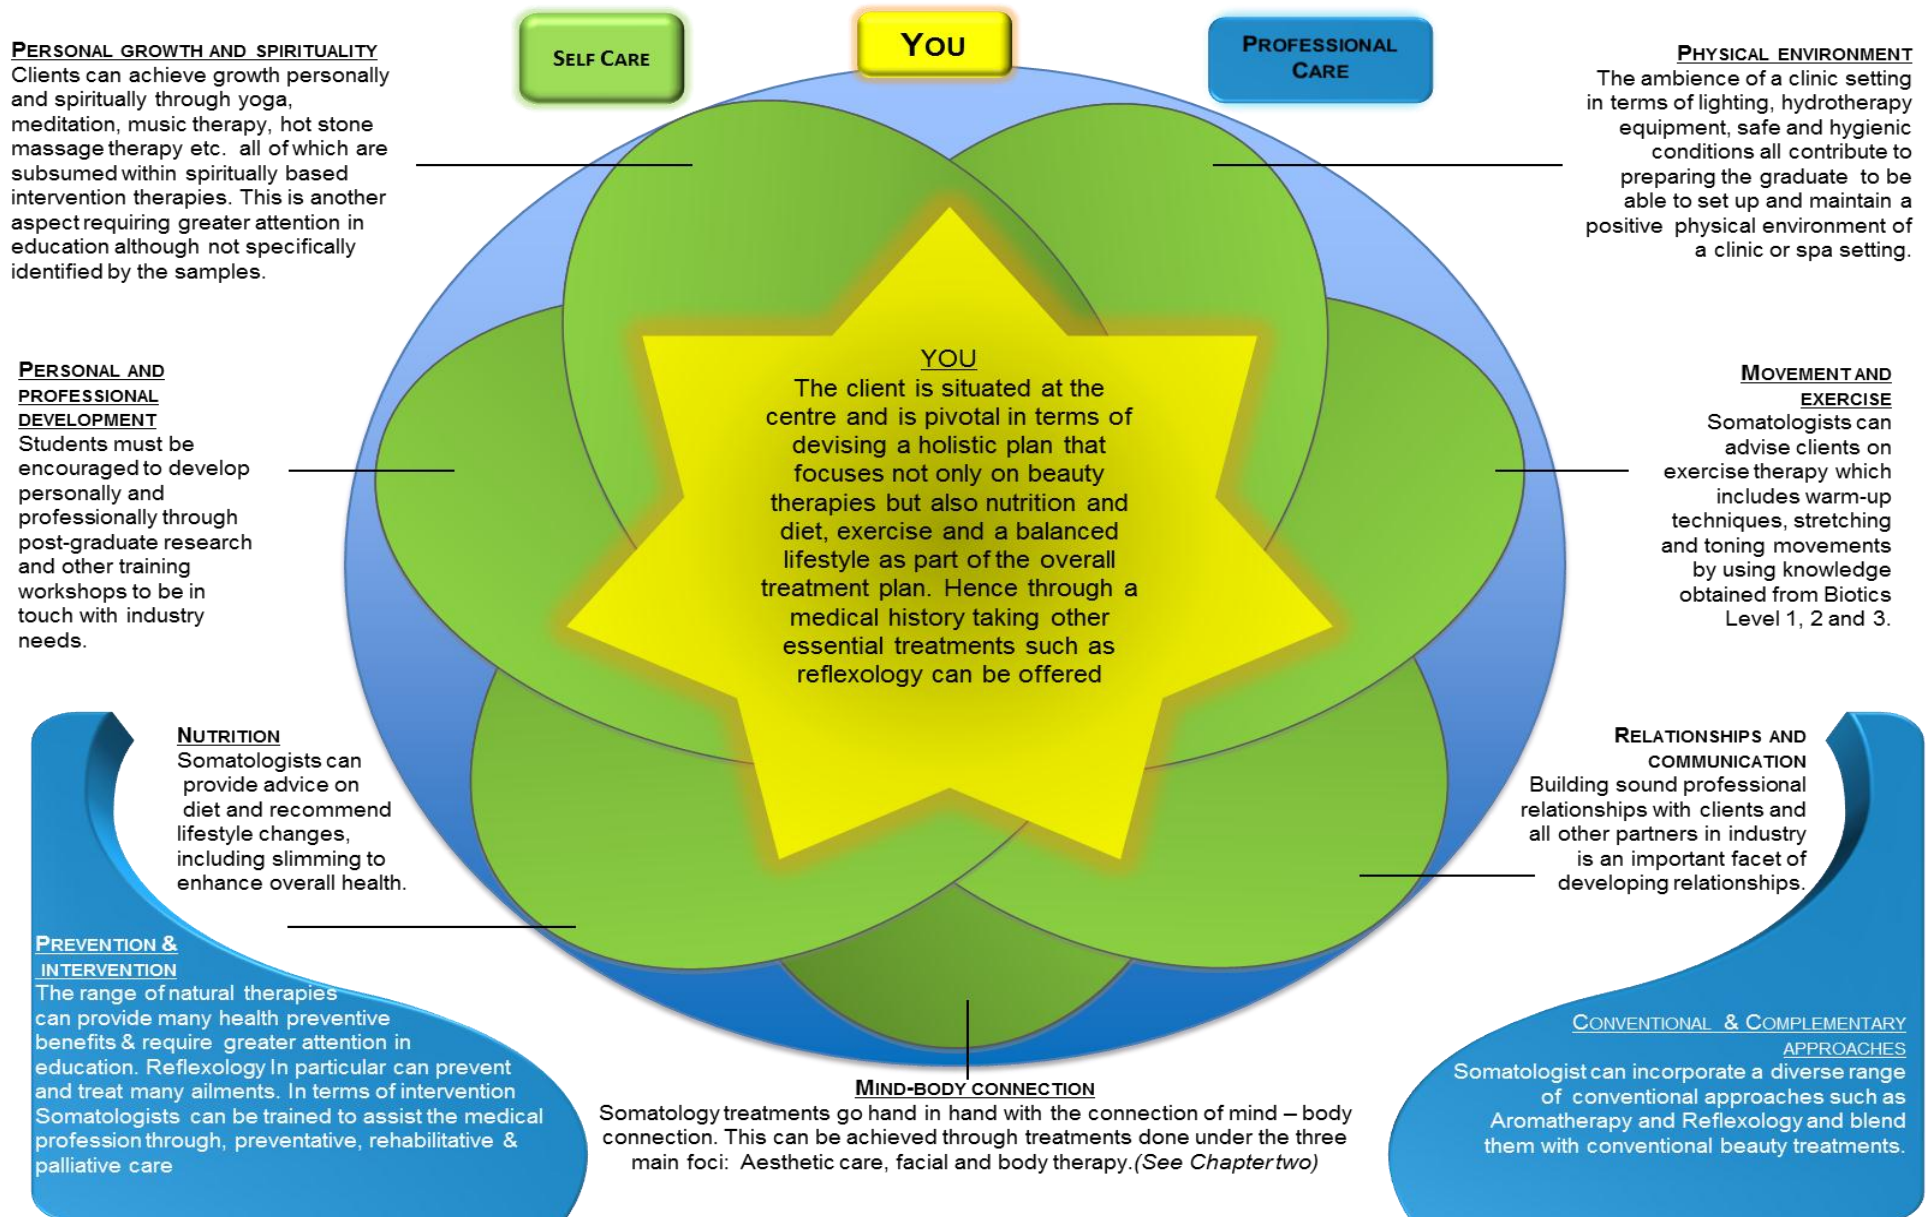 SELF CARE
YOU
PROFESSIONAL
CARE
PERSONAL GROWTH AND SPIRITUALITY
Clients can achieve growth personally
and spiritually through yoga,
meditation, music therapy, hot stone
massage therapy etc. all of which are
subsumed within spiritually based
intervention therapies. This is another
aspect requiring greater attention in
education although not specifically
identified by the samples.
PHYSICAL ENVIRONMENT
The ambience of a clinic setting
in terms of lighting, hydrotherapy
equipment, safe and hygienic
conditions all contribute to
preparing the graduate to be
able to set up and maintain a
positive physical environment of
a clinic or spa setting.
PERSONAL AND
PROFESSIONAL
DEVELOPMENT
Students must be
encouraged to develop
personally and
professionally through
post-graduate research
and other training
workshops to be in
touch with industry
needs.
YOU
The client is situated at the
centre and is pivotal in terms of
devising a holistic plan that
focuses not only on beauty
therapies but also nutrition and
diet, exercise and a balanced
lifestyle as part of the overall
treatment plan. Hence through a
medical history taking other
essential treatments such as
reflexology can be offered
MOVEMENT AND
EXERCISE
Somatologists can
advise clients on
exercise therapy which
includes warm-up
techniques, stretching
and toning movements
by using knowledge
obtained from Biotics
Level 1, 2 and 3.
NUTRITION
Somatologists can
provide advice on
diet and recommend
lifestyle changes,
including slimming to
enhance overall health.
RELATIONSHIPS AND
COMMUNICATION
Building sound professional
relationships with clients and
all other partners in industry
is an important facet of
developing relationships.
PREVENTION &
INTERVENTION
The range of natural therapies
can provide many health preventive
benefits & require greater attention in
education. Reflexology In particular can prevent
and treat many ailments. In terms of intervention
Somatologists can be trained to assist the medical
profession through, preventative, rehabilitative &
palliative care
MIND-BODY CONNECTION
Somatology treatments go hand in hand with the connection of mind – body
connection. This can be achieved through treatments done under the three
main foci: Aesthetic care, facial and body therapy.(See Chapter two)
CONVENTIONAL & COMPLEMENTARY
APPROACHES
Somatologist can incorporate a diverse range
of conventional approaches such as
Aromatherapy and Reflexology and blend
them with conventional beauty treatments.